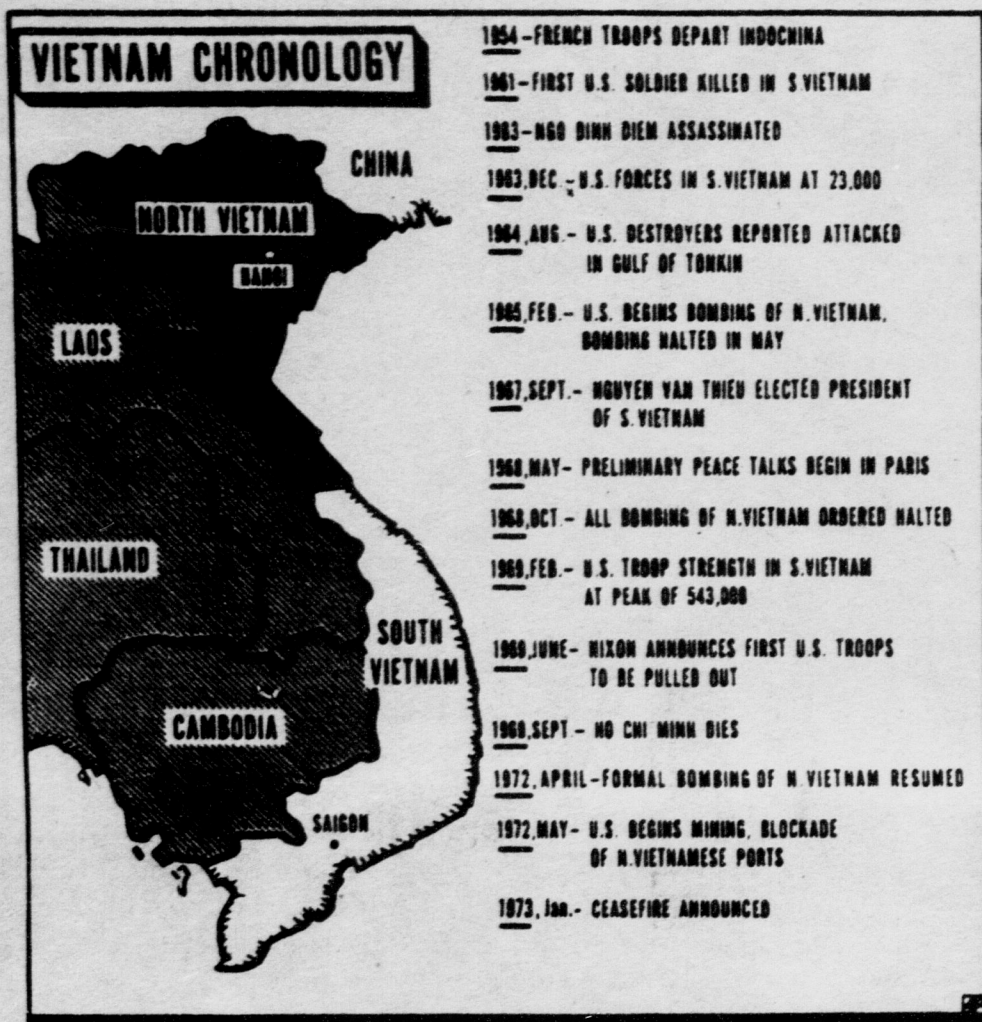 VIETNAM CHRONOLOGY
CHINA
NORTH VIETNAM
HANOI
LAOS
THAILAND
SOUTH
VIETNAM
CAMBODIA
SAIGON
1954-FRENCH TROOPS DEPART INDOCHINA
1961-FIRST U.S. SOLDIER KILLED IN S.VIETNAM
1963-NGO DINH DIEM ASSASSINATED
1963,DEC.-U.S. FORCES IN S.VIETNAM AT 23,000
1964,AUG.- U.S. DESTROYERS REPORTED ATTACKED
IN GULF OF TONKIN
1965,FEB.- U.S. BEGINS BOMBING OF N.VIETNAM,
BOMBING HALTED IN MAY
1967,SEPT.- NGUYEN VAN THIEU ELECTED PRESIDENT
OF S.VIETNAM
1968,MAY- PRELIMINARY PEACE TALKS BEGIN IN PARIS
1968,OCT.- ALL BOMBING OF N.VIETNAM ORDERED HALTED
1969,FEB.- U.S. TROOP STRENGTH IN S.VIETNAM
AT PEAK OF 543,000
1969,JUNE- NIXON ANNOUNCES FIRST U.S. TROOPS
TO BE PULLED OUT
1969,SEPT.- HO CHI MINH DIES
1972,APRIL-FORMAL BOMBING OF N.VIETNAM RESUMED
1972,MAY- U.S. BEGINS MINING, BLOCKADE
OF N.VIETNAMESE PORTS
1973,Jan.- CEASEFIRE ANNOUNCED